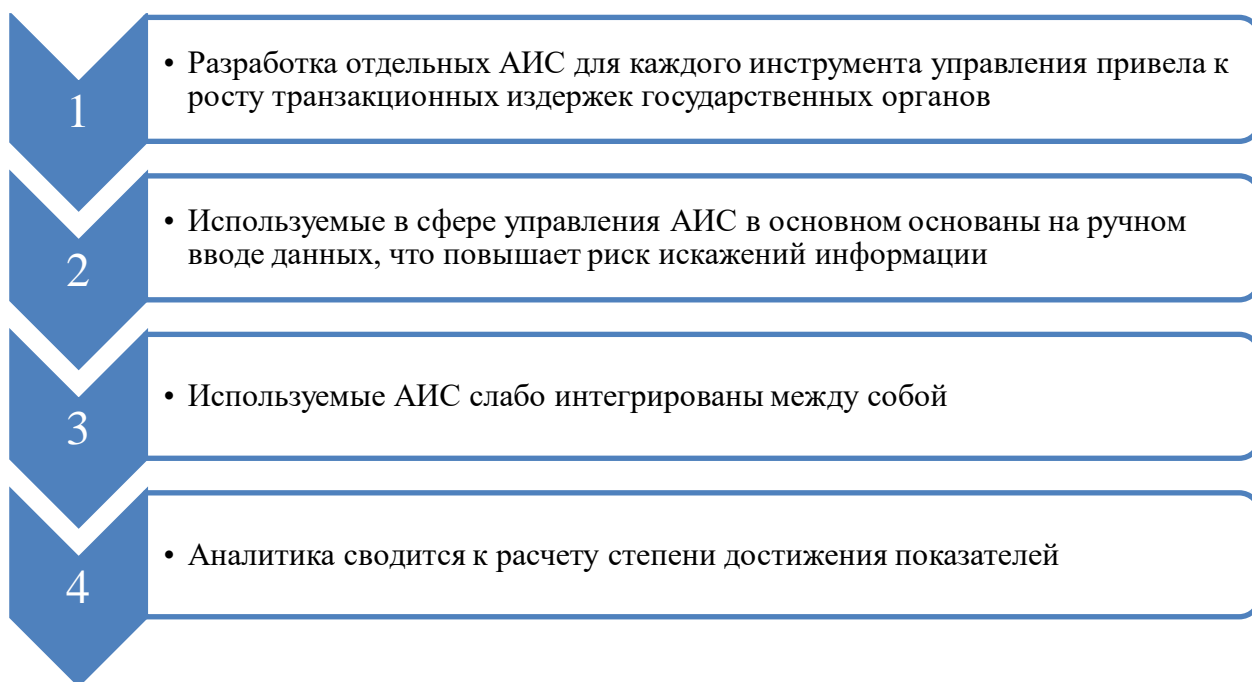 1
• Разработка отдельных АИС для каждого инструмента управления привела к
росту транзакционных издержек государственных органов
2
• Используемые в сфере управления АИС в основном основаны на ручном
вводе данных, что повышает риск искажений информации
3
• Используемые АИС слабо интегрированы между собой
4
• Аналитика сводится к расчету степени достижения показателей